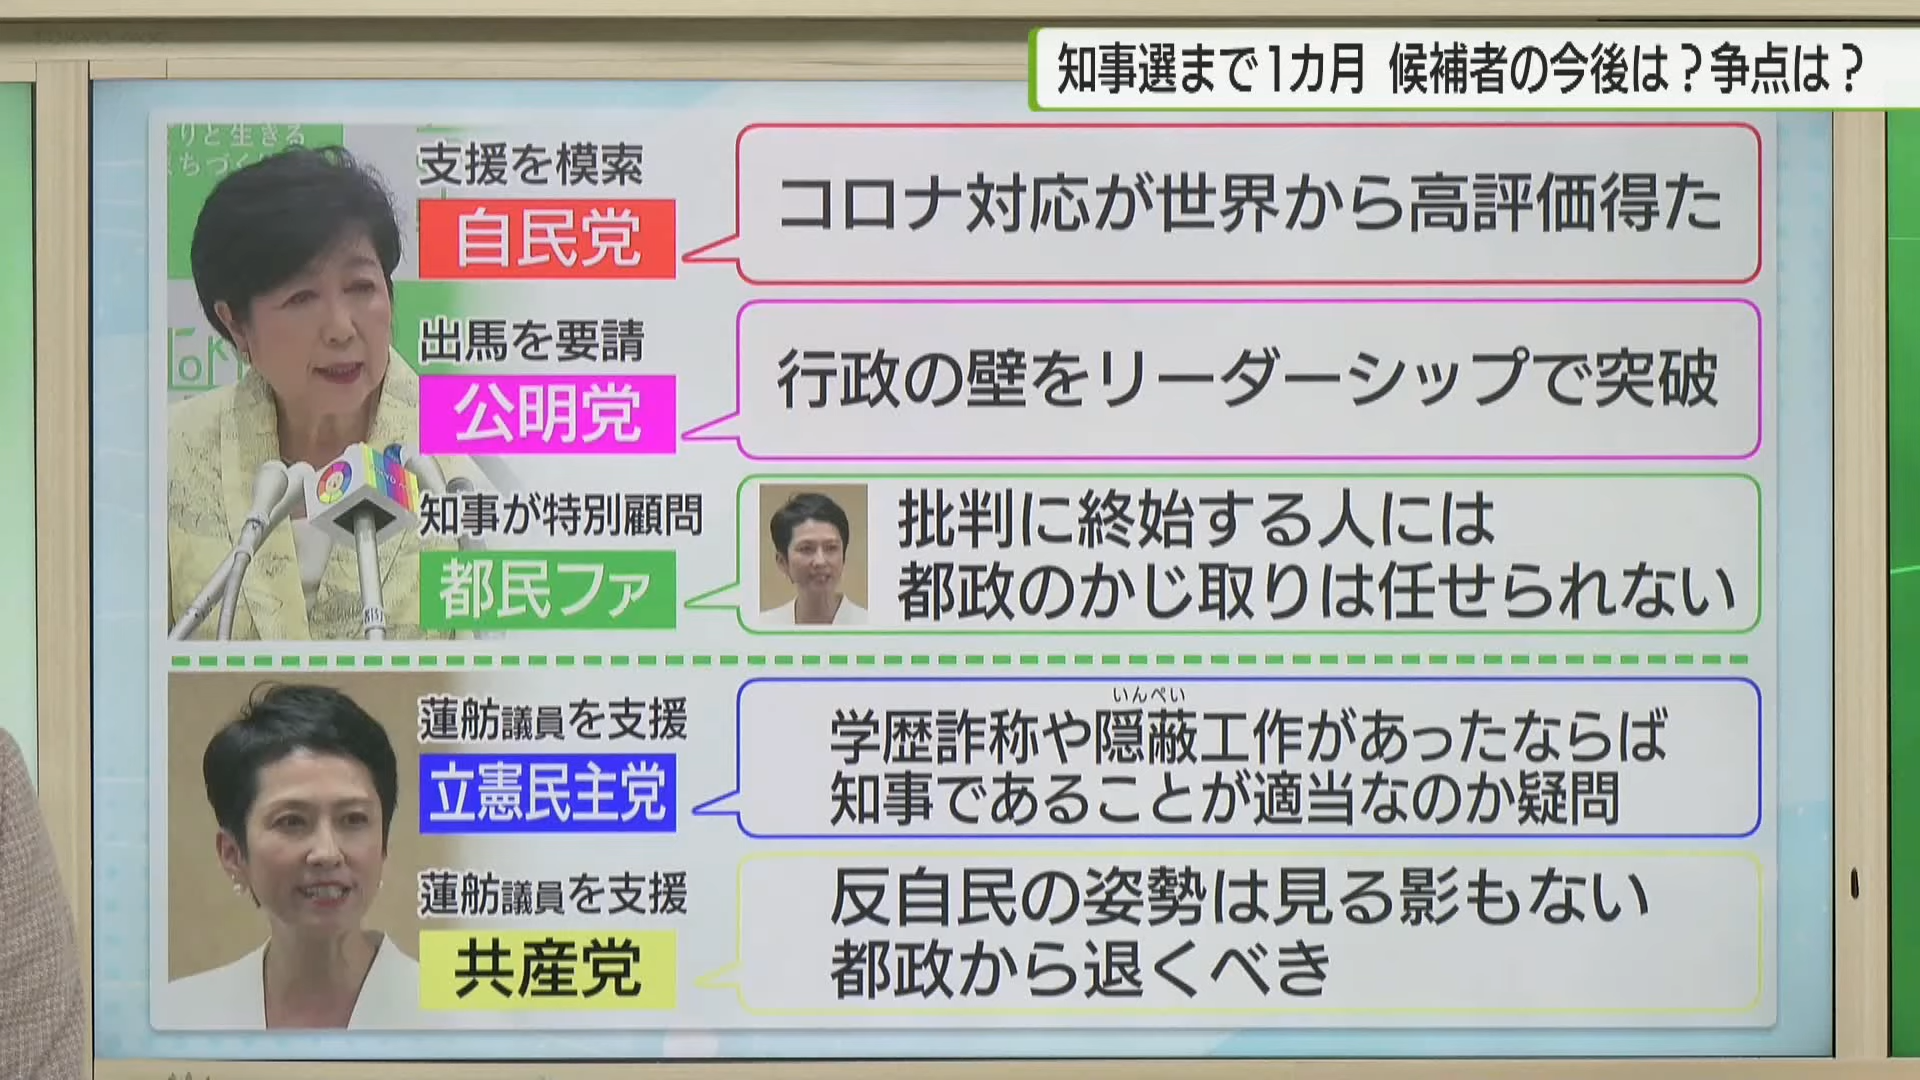 知事選まで1カ月 候補者の今後は？争点は？
りと生きる
まちづく
支援を模索
自民党
コロナ対応が世界から高評価得た
出馬を要請
公明党
行政の壁をリーダーシップで突破
知事が特別顧問
都民ファ
批判に終始する人には
都政のかじ取りは任せられない
蓮舫議員を支援
立憲民主党
いんぺい
学歴詐称や隠蔽工作があったならば
知事であることが適当なのか疑問
蓮舫議員を支援
共産党
反自民の姿勢は見る影もない
都政から退くべき